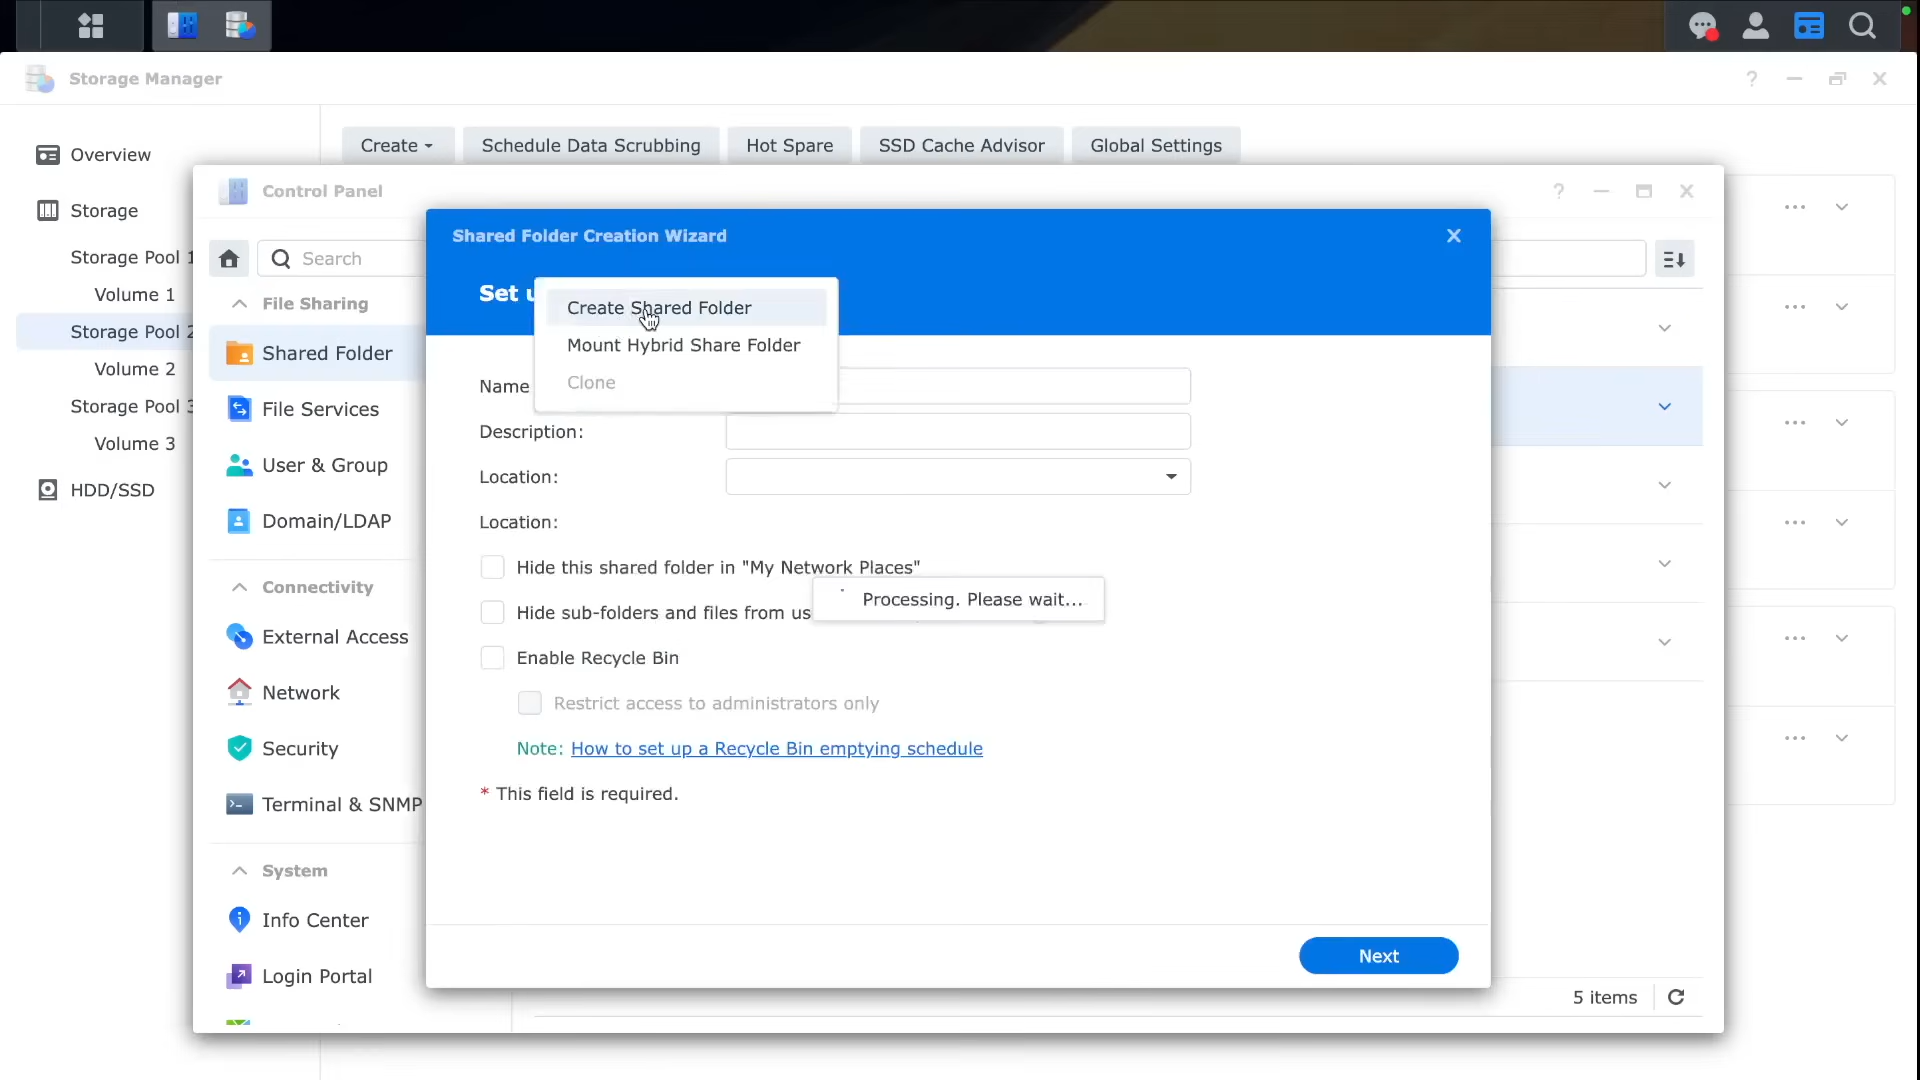 Storage Manager
Overview
Storage
Storage Pool 1
Volume 1
Storage Pool 2
Volume 2
Storage Pool 3
Volume 3
HDD/SSD
Create
Schedule Data Scrubbing
Hot Spare
SSD Cache Advisor
Global Settings
Control Panel
Search
File Sharing
Shared Folder
File Services
User & Group
Domain/LDAP
Connectivity
External Access
Network
Security
Terminal & SNMP
System
Info Center
Login Portal
Shared Folder Creation Wizard
Set
Create Shared Folder
Mount Hybrid Share Folder
Clone
Name
Description:
Location:
Location:
Hide this shared folder in "My Network Places"
Hide sub-folders and files from us
Processing. Please wait...
Enable Recycle Bin
Restrict access to administrators only
Note: How to set up a Recycle Bin emptying schedule
* This field is required.
Next
5 items